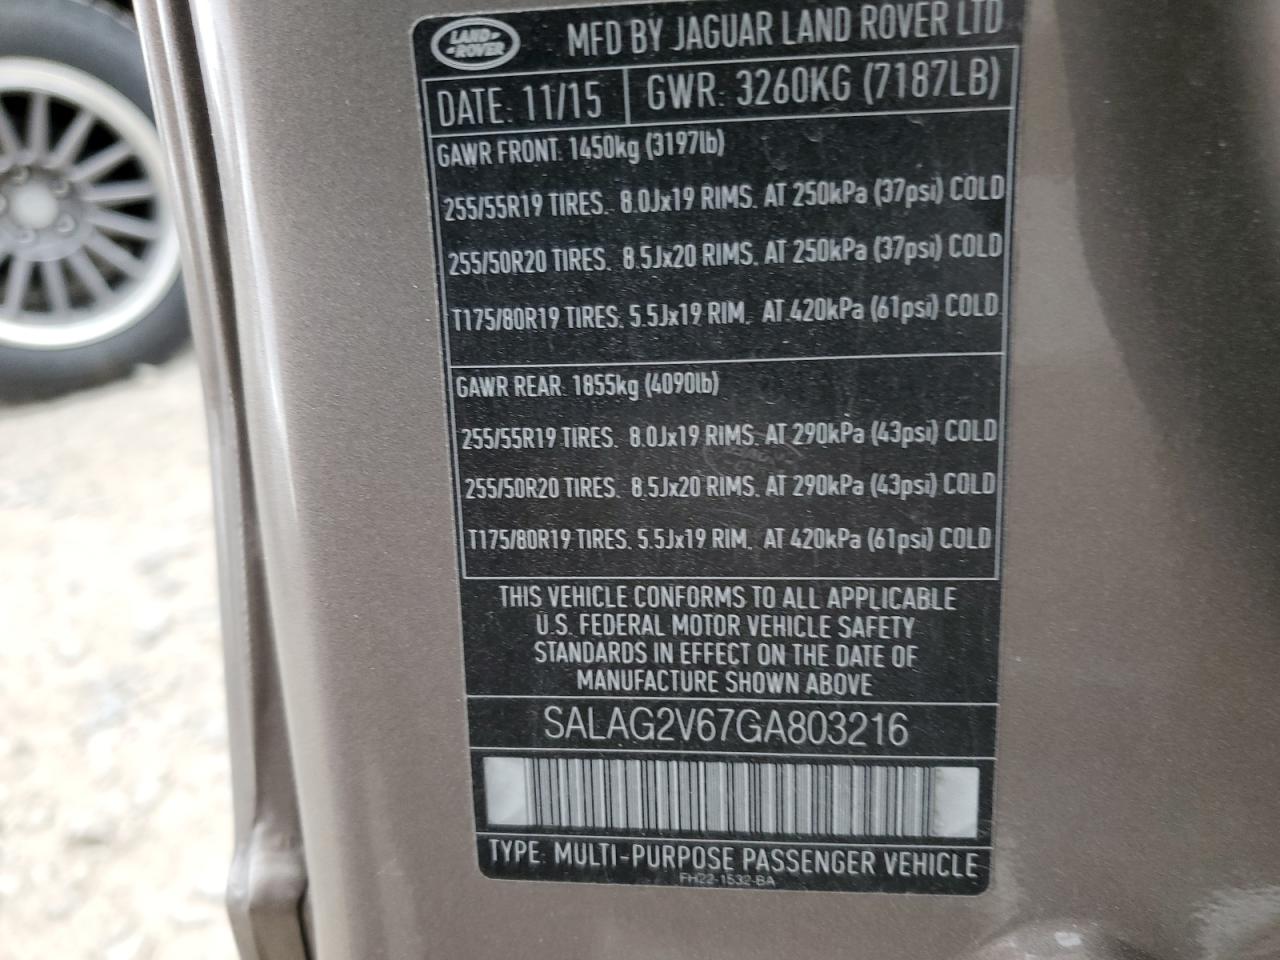 LAND-
-ROVER
MFD BY JAGUAR LAND ROVER LTD
DATE: 11/15 GWR: 3260KG (7187LB)
GAWR FRONT: 1450kg (3197lb)
255/55R19 TIRES. 8.0Jx19 RIMS. AT 250kPa (37psi) COLD
255/50R20 TIRES. 8.5Jx20 RIMS. AT 250kPa (37psi) COLD
T175/80R19 TIRES. 5.5Jx19 RIM. AT.420kPa (61psi) COLD
GAWR REAR: 1855kg (4090lb)
255/55R19 TIRES. 8.0Jx19 RIMS. AT 290kPa (43psi) COLD
255/50R20 TIRES. 8.5Jx20 RIMS. AT 290kPa (43psi) COLD
T175/80R19 TIRES. 5.5Jx19 RIM. AT 420kPa (61psi) COLD
THIS VEHICLE CONFORMS TO ALL APPLICABLE
U.S. FEDERAL MOTOR VEHICLE SAFETY
STANDARDS IN EFFECT ON THE DATE OF
MANUFACTURE SHOWN ABOVE
SALAG2V67GA803216
TYPE: MULTI-PURPOSE PASSENGER VEHICLE
FH22-1532-BA